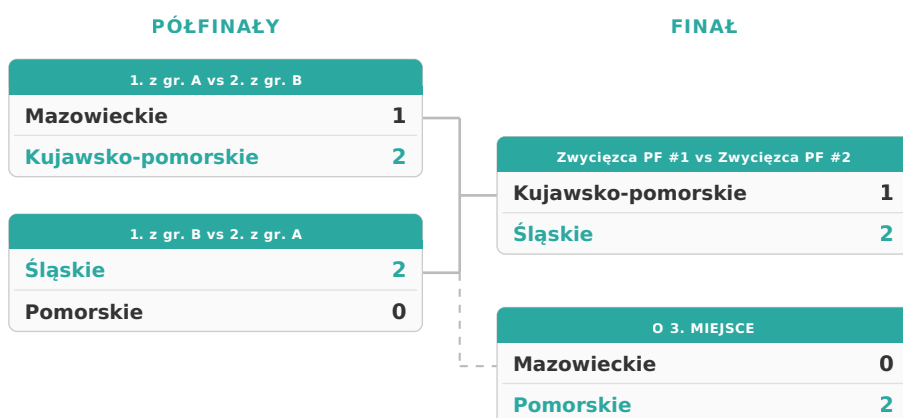 PÓŁFINAŁY
1. z gr. A vs 2. z gr. B
Mazowieckie 1
Kujawsko-pomorskie 2
1. z gr. B vs 2. z gr. A
Śląskie 2
Pomorskie 0
FINAŁ
Zwycięzca PF #1 vs Zwycięzca PF #2
Kujawsko-pomorskie 1
Śląskie 2
O 3. MIEJSCE
Mazowieckie 0
Pomorskie 2